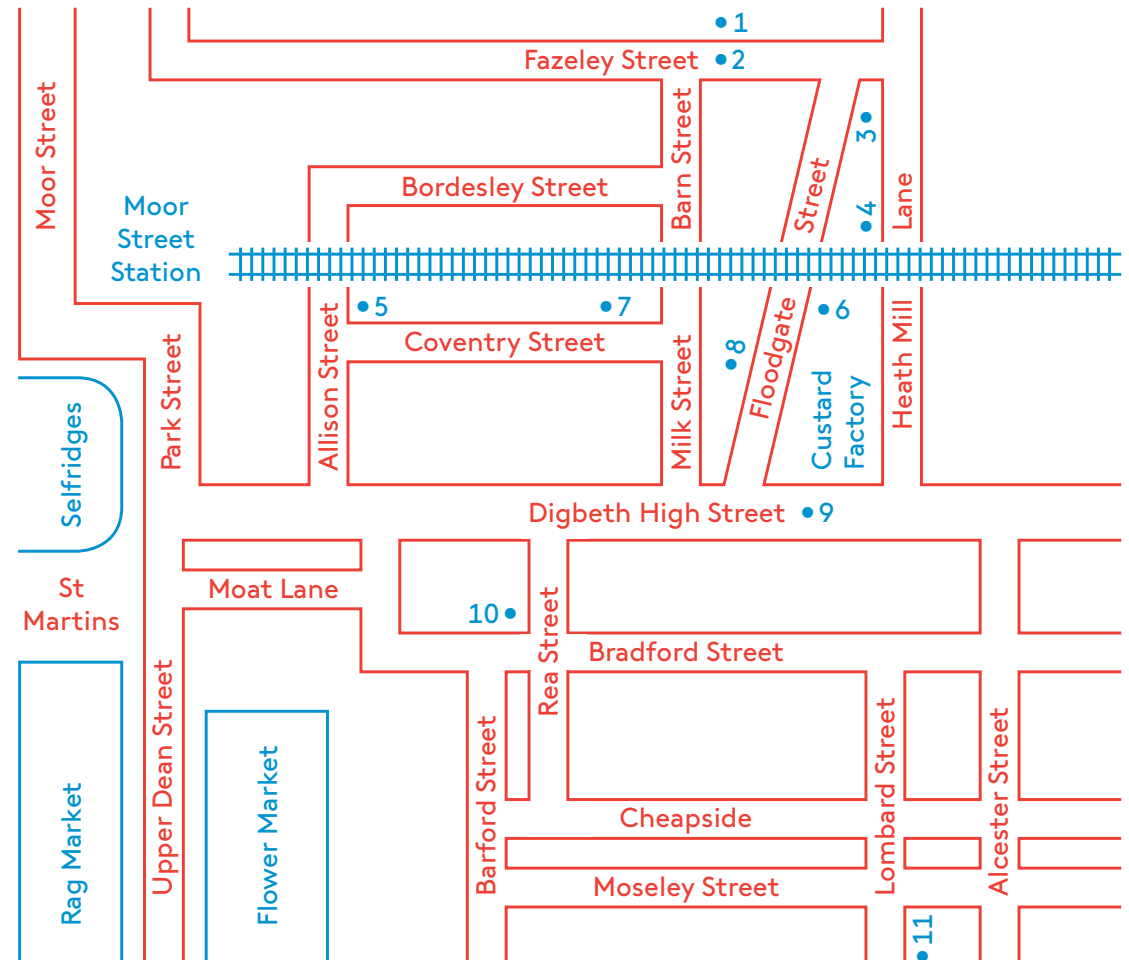 1
Fazeley Street
2
Moor Street
Barn Street
3
Street
Lane
4
Bordesley Street
Moor
Street
Station
5
7
6
Coventry Street
Allison Street
Park Street
Milk Street
8
Floodgate
Custard
Factory
Heath Mill
Selfridges
Digbeth High Street
9
St
Martins
Moat Lane
10
Rea Street
Bradford Street
Upper Dean Street
Rag Market
Flower Market
Barford Street
Cheapside
Lombard Street
Alcester Street
Moseley Street
11